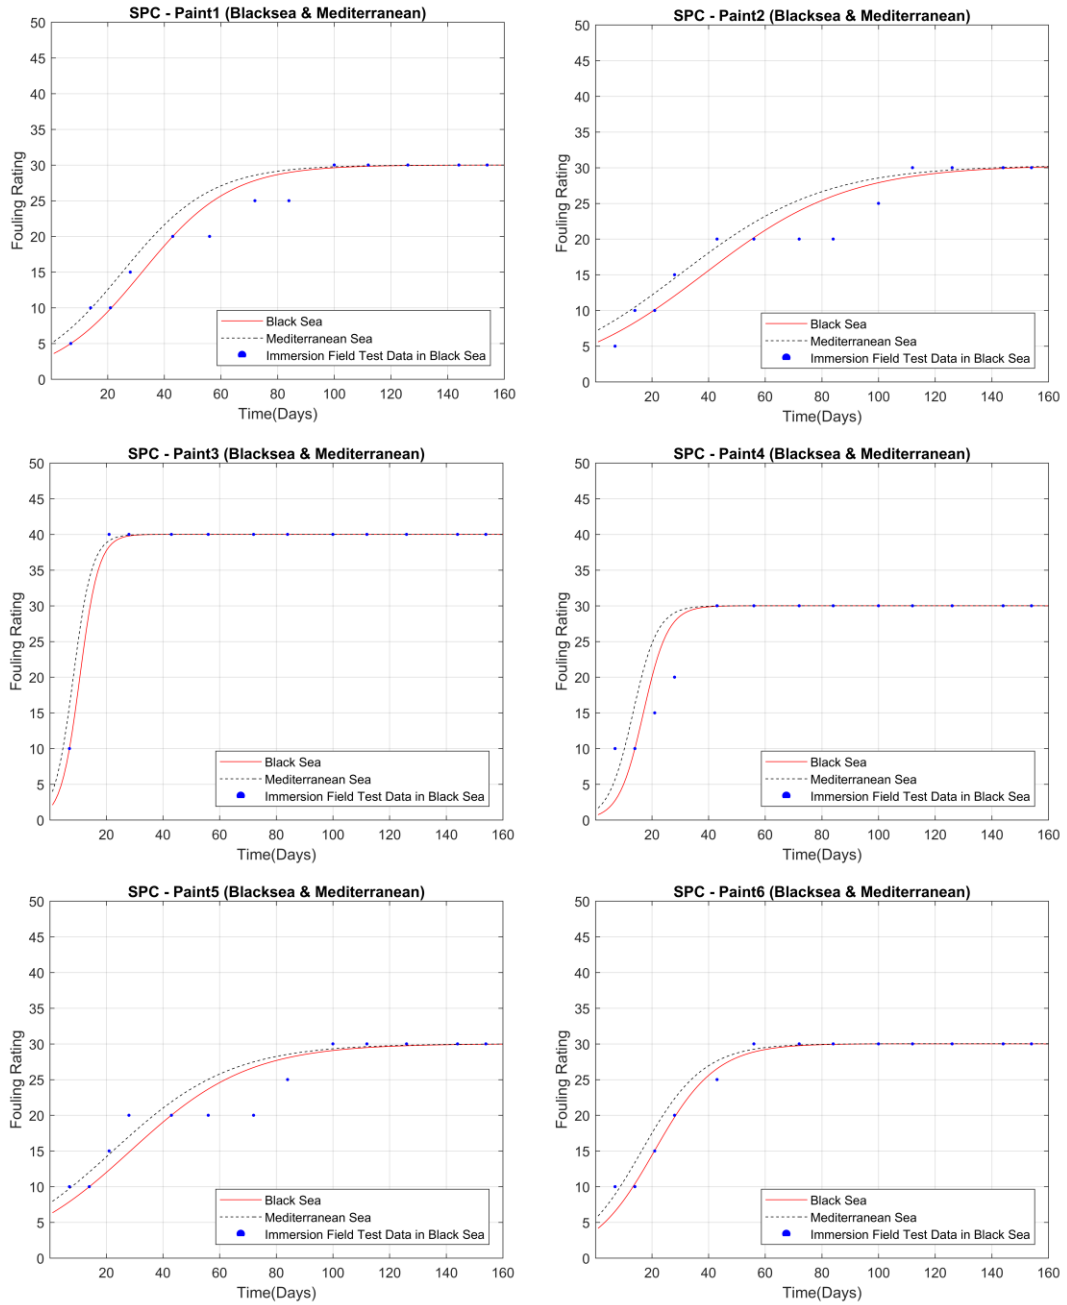 SPC - Paint1 (Blacksea & Mediterranean)
50
45
40
35
30
25
20
15
10
5
0
Fouling Rating
20 40 60 80 100 120 140 160
Time(Days)
Black Sea
Mediterranean Sea
Immersion Field Test Data in Black Sea
SPC - Paint2 (Blacksea & Mediterranean)
50
45
40
35
30
25
20
15
10
5
0
Fouling Rating
20 40 60 80 100 120 140 160
Time(Days)
Black Sea
Mediterranean Sea
Immersion Field Test Data in Black Sea
SPC - Paint3 (Blacksea & Mediterranean)
50
45
40
35
30
25
20
15
10
5
0
Fouling Rating
20 40 60 80 100 120 140 160
Time(Days)
Black Sea
Mediterranean Sea
Immersion Field Test Data in Black Sea
SPC - Paint4 (Blacksea & Mediterranean)
50
45
40
35
30
25
20
15
10
5
0
Fouling Rating
20 40 60 80 100 120 140 160
Time(Days)
Black Sea
Mediterranean Sea
Immersion Field Test Data in Black Sea
SPC - Paint5 (Blacksea & Mediterranean)
50
45
40
35
30
25
20
15
10
5
0
Fouling Rating
20 40 60 80 100 120 140 160
Time(Days)
Black Sea
Mediterranean Sea
Immersion Field Test Data in Black Sea
SPC - Paint6 (Blacksea & Mediterranean)
50
45
40
35
30
25
20
15
10
5
0
Fouling Rating
20 40 60 80 100 120 140 160
Time(Days)
Black Sea
Mediterranean Sea
Immersion Field Test Data in Black Sea